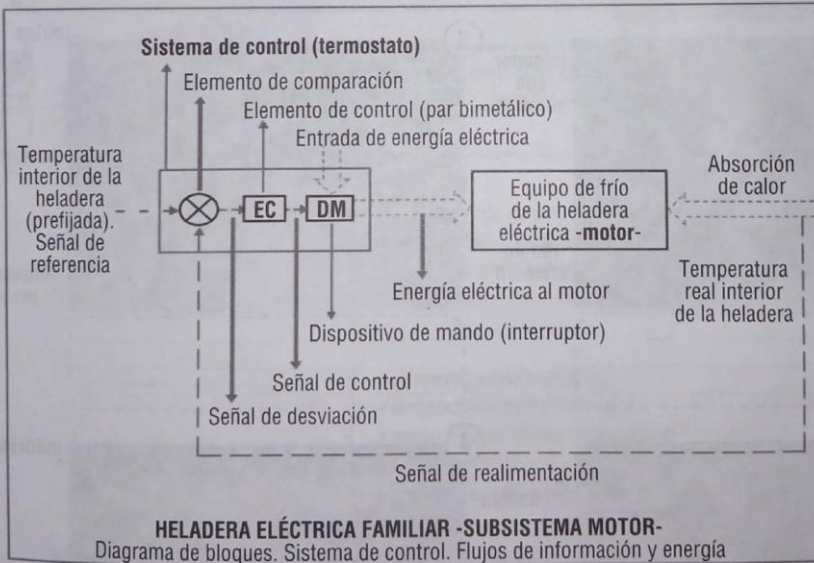 Sistema de control (termostato)
Elemento de comparación
Elemento de control (par bimetálico)
Entrada de energía eléctrica
Temperatura
interior de la
heladera
(prefijada).
Señal de
referencia
EC
DM
Equipo de frío
de la heladera
eléctrica -motor-
Absorción
de calor
Energía eléctrica al motor
Temperatura
real interior
de la heladera
Dispositivo de mando (interruptor)
Señal de control
Señal de desviación
Señal de realimentación
HELADERA ELÉCTRICA FAMILIAR -SUBSISTEMA MOTOR-
Diagrama de bloques. Sistema de control. Flujos de información y energía